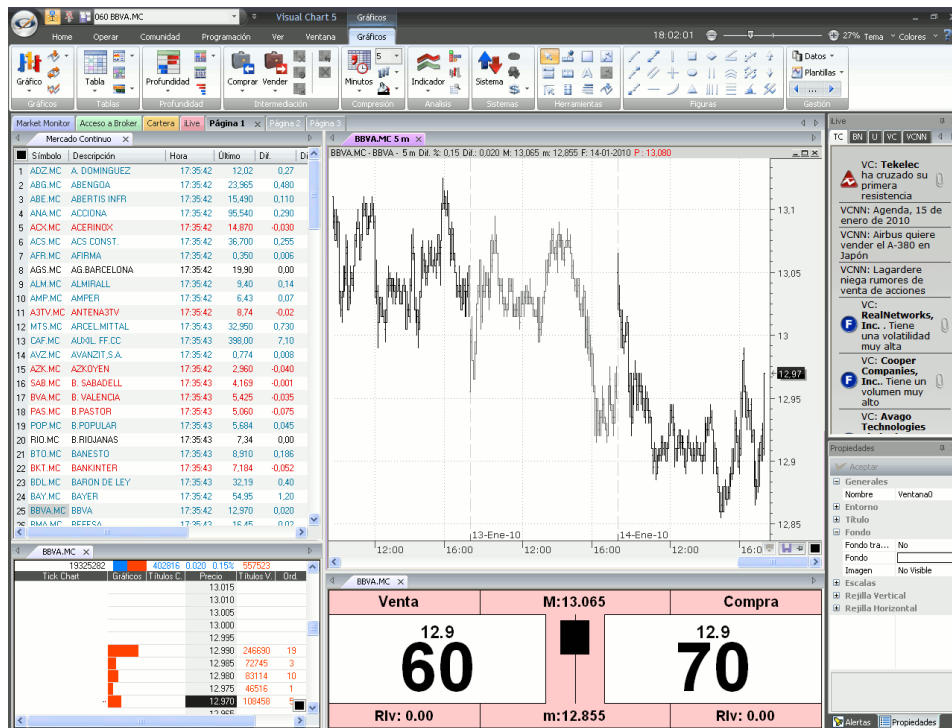 060 BBVA.MC
Visual Chart 5
Gráficos
Home Operar Comunidad Programación Ver Ventana Gráficos
18:02:01
27% Tema Colores
Gráfico Tabla Profundidad Comprar Vender Minutos 5 Indicador Sistema
Datos
Plantillas
Gráficos Tablas Profundidad Intermediación Compresión Analisis Sistemas Herramientas Figuras Gestión
Market Monitor Acceso a Broker Cartera iLive Página 1 Página 2 Página 3
Mercado Continuo
Símbolo Descripción Hora Último Dif.
1 ADZ.MC A. DOMINGUEZ 17:35:42 12,02 0,27
2 ABG.MC ABENGOA 17:35:42 23,965 0,480
3 ABE.MC ABERTIS INFR 17:35:42 15,490 0,110
4 ANA.MC ACCIONA 17:35:42 95,540 0,290
5 ACX.MC ACERINOX 17:35:42 14,870 -0,030
6 ACS.MC ACS CONST. 17:35:42 36,700 0,255
7 AFR.MC AFIRMA 17:35:42 0,350 0,006
8 AGS.MC AG.BARCELONA 17:35:42 19,90 0,00
9 ALM.MC ALMIRALL 17:35:42 9,40 0,14
10 AMP.MC AMPER 17:35:42 6,43 0,07
11 A3TV.MC ANTENA3TV 17:35:42 8,74 -0,02
12 MTS.MC ARCEL.MITTAL 17:35:42 32,950 0,730
13 CAF.MC AUXIL. FF.CC 17:35:42 398,00 7,10
14 AVZ.MC AVANZIT,S.A. 17:35:42 0,774 0,008
15 AZK.MC AZKOYEN 17:35:42 2,960 -0,040
16 SAB.MC B. SABADELL 17:35:43 4,169 -0,001
17 BVA.MC B. VALENCIA 17:35:43 5,425 -0,035
18 PAS.MC B.PASTOR 17:35:43 5,060 -0,075
19 POP.MC B.POPULAR 17:35:43 5,684 0,045
20 RIO.MC B.RIOJANAS 17:35:43 7,34 0,00
21 BTO.MC BANESTO 17:35:43 8,910 0,186
22 BKT.MC BANKINTER 17:35:43 7,184 -0,052
23 BDL.MC BARON DE LEY 17:35:43 32,19 0,40
24 BAY.MC BAYER 17:35:43 54,95 1,20
25 BBVA.MC BBVA 17:35:43 12,970 0,020
BBVA.MC 5 m
BBVA.MC - BBVA - 5 m Dif. %: 0,15 Dif.: 0,020 M: 13,065 m: 12,855 F: 14-01-2010 P : 13,080
13,1
13,05
13
12,97
12,95
12,9
12,85
13-Ene-10 14-Ene-10
12:00 16:00 12:00 16:00 12:00 16:0
iLive
TC BN U VC VCNN
VC: Tekelec
ha cruzado su
primera
resistencia
VCNN: Agenda, 15 de
enero de 2010
VCNN: Airbus quiere
vender el A-380 en
Japón
VCNN: Lagardere
niega rumores de
venta de acciones
VC:
RealNetworks,
Inc. . Tiene
una volatilidad
muy alta
VC: Cooper
Companies,
Inc.. Tiene un
volumen muy
alto
VC: Avago
Technologies
Propiedades
Aceptar
Generales
Nombre Ventana0
Entorno
Título
Fondo
Fondo tra... No
Fondo
Imagen No Visible
Escalas
Rejilla Vertical
Rejilla Horizontal
Alertas Propiedades
BBVA.MC
19325282 402816 0.020 0.15% 557523
Tick Chart Gráficos Títulos C. Precio Títulos V. Ord.
13.015
13.010
13.005
13.000
12.995
12.990 246690 19
12.985 72745 3
12.980 83114 10
12.975 46516 1
12.970 108458
BBVA.MC
Venta M:13.065 Compra
12.9 12.9
60 70
Rlv: 0.00 m:12.855 Rlv: 0.00